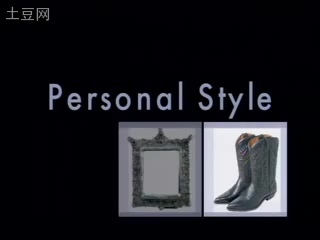 土豆网
Personal Style